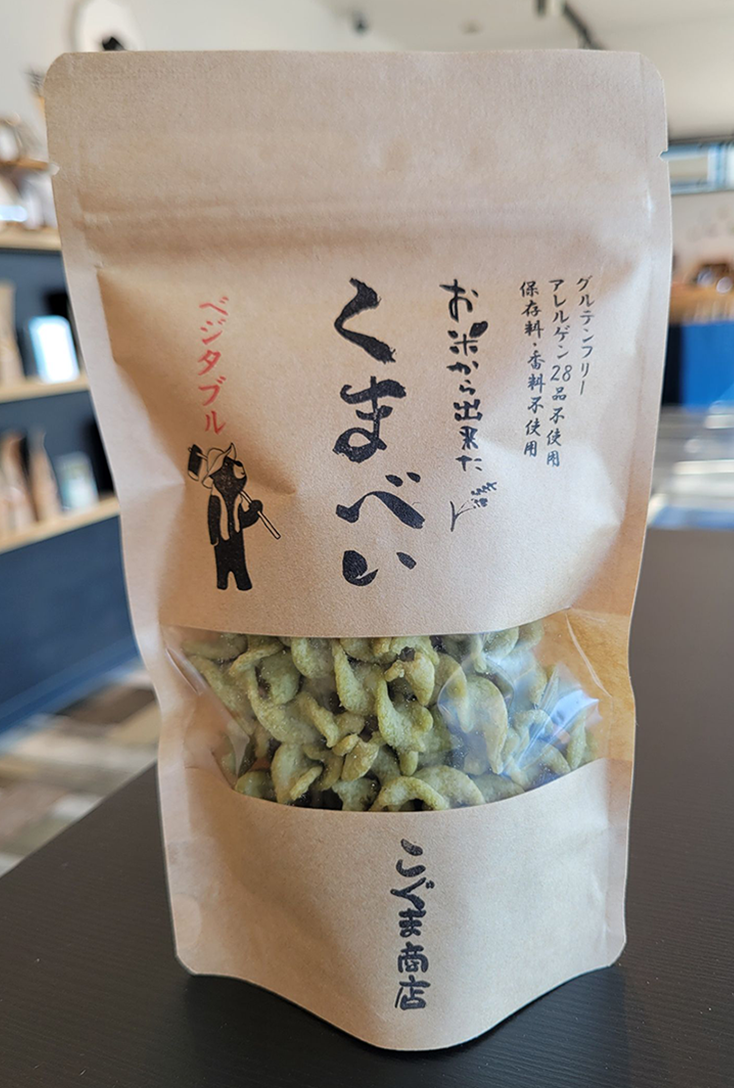 グルテンフリー
アレルゲン28品不使用
保存料・香料不使用
お米から出来た
くまべい
ベジタブル
こぐま商店